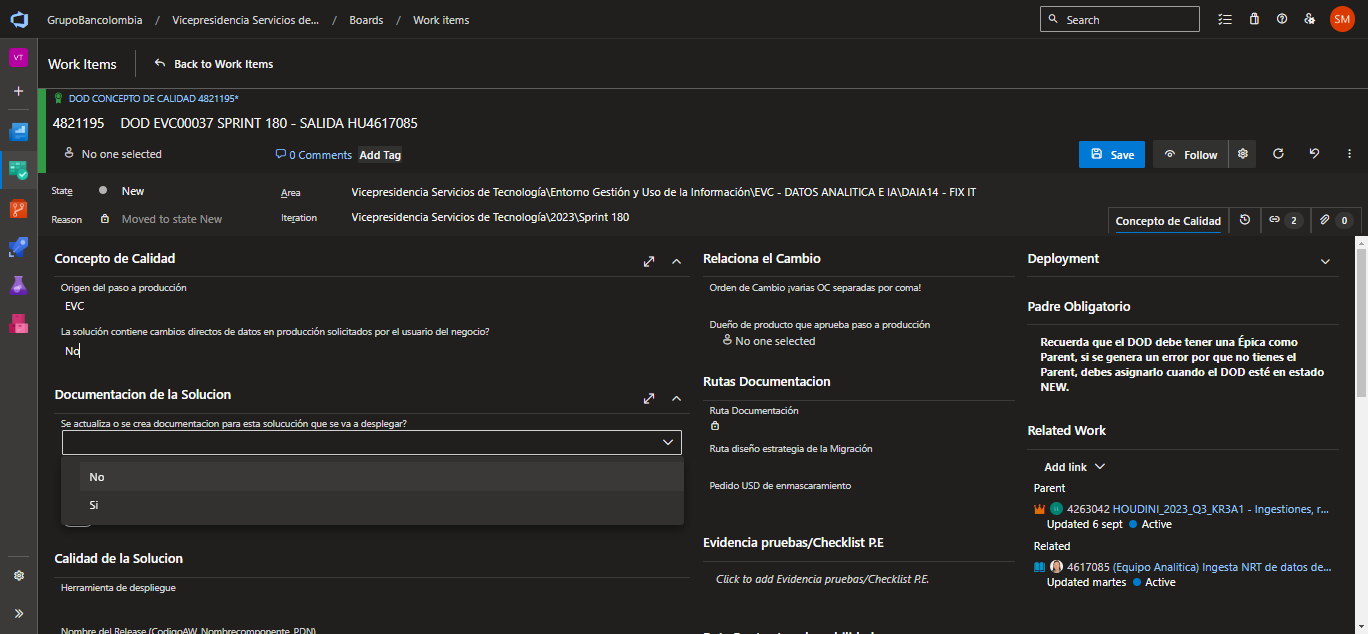 GrupoBancolombia / Vicepresidencia Servicios de... / Boards / Work items
Search
SM
VT
Work Items
Back to Work Items
DOD CONCEPTO DE CALIDAD 4821195*
4821195 DOD EVC00037 SPRINT 180 - SALIDA HU4617085
No one selected
0 Comments
Add Tag
Save
Follow
State
New
Area
Vicepresidencia Servicios de Tecnología\Entorno Gestión y Uso de la Información\EVC - DATOS ANALITICA E IA\DAIA14 - FIX IT
Reason
Moved to state New
Iteration
Vicepresidencia Servicios de Tecnología\2023\Sprint 180
Concepto de Calidad
2
0
Concepto de Calidad
Origen del paso a producción
EVC
La solución contiene cambios directos de datos en producción solicitados por el usuario del negocio?
No
Documentacion de la Solucion
Se actualiza o se crea documentacion para esta solucución que se va a desplegar?
No
Si
Calidad de la Solucion
Herramienta de despliegue
Nombre del Release (CodigoAW_Nombrecomponente_PDN)
Relaciona el Cambio
Orden de Cambio ¡varias OC separadas por coma!
Dueño de producto que aprueba paso a producción
No one selected
Rutas Documentacion
Ruta Documentación
Ruta diseño estrategia de la Migración
Pedido USD de enmascaramiento
Evidencia pruebas/Checklist P.E
Click to add Evidencia pruebas/Checklist P.E.
Deployment
Padre Obligatorio
Recuerda que el DOD debe tener una Épica como
Parent, si se genera un error por que no tienes el
Parent, debes asignarlo cuando el DOD esté en estado
NEW.
Related Work
Add link
Parent
4263042 HOUDINI_2023_Q3_KR3A1 - Ingestiones, r...
Updated 6 sept Active
Related
4617085 (Equipo Analitica) Ingesta NRT de datos de...
Updated martes Active